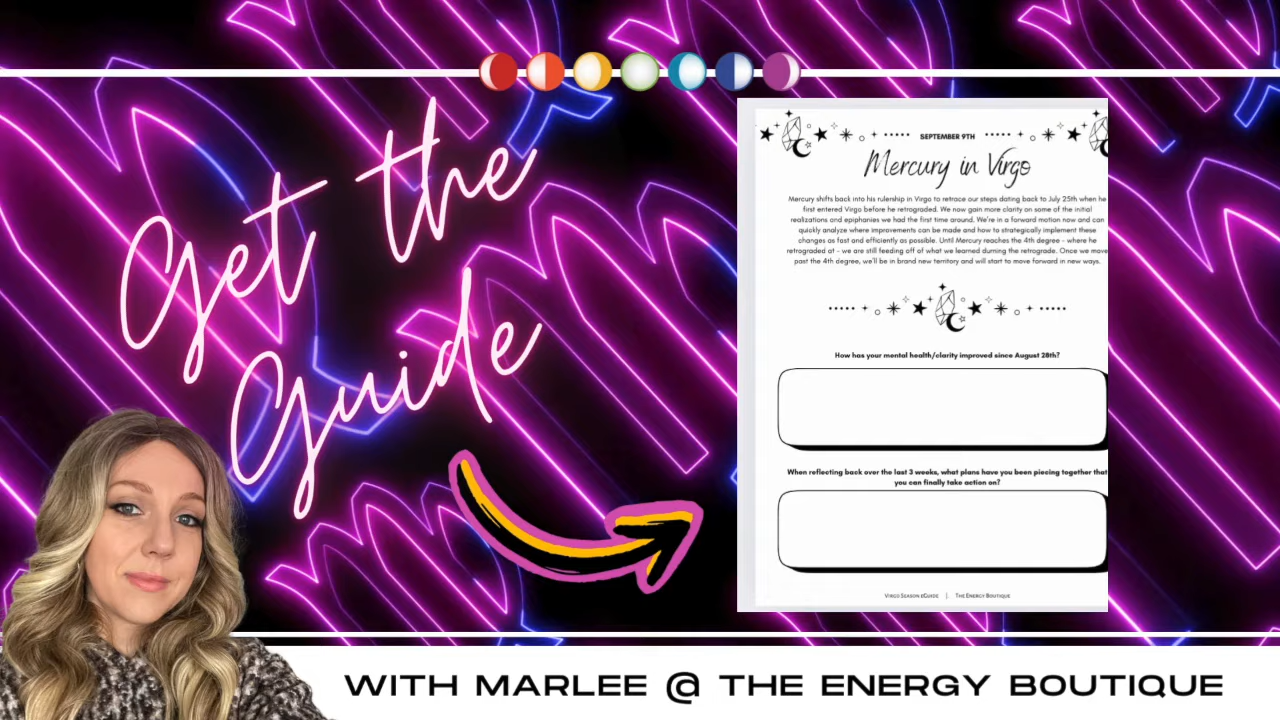 Get the
Guide
SEPTEMBER 9TH
Mercury in Virgo
Mercury shifts back into his rulership in Virgo to retrace our steps dating back to July 25th when he
first entered Virgo before he retrograded. We now gain more clarity on some of the initial
realizations and epiphanies we had the first time around. We're in a forward motion now and can
quickly analyze where improvements can be made and how to strategically implement these
changes as fast and efficiently as possible. Until Mercury reaches the 4th degree - where he
retrograded at - we are still feeding off of what we learned durning the retrograde. Once we move
past the 4th degree, we'll be in brand new territory and will start to move forward in new ways.
How has your mental health/clarity improved since August 28th?
When reflecting back over the last 3 weeks, what plans have you been piecing together that
you can finally take action on?
Virgo Season eGuide | The Energy Boutique
WITH MARLEE @ THE ENERGY BOUTIQUE